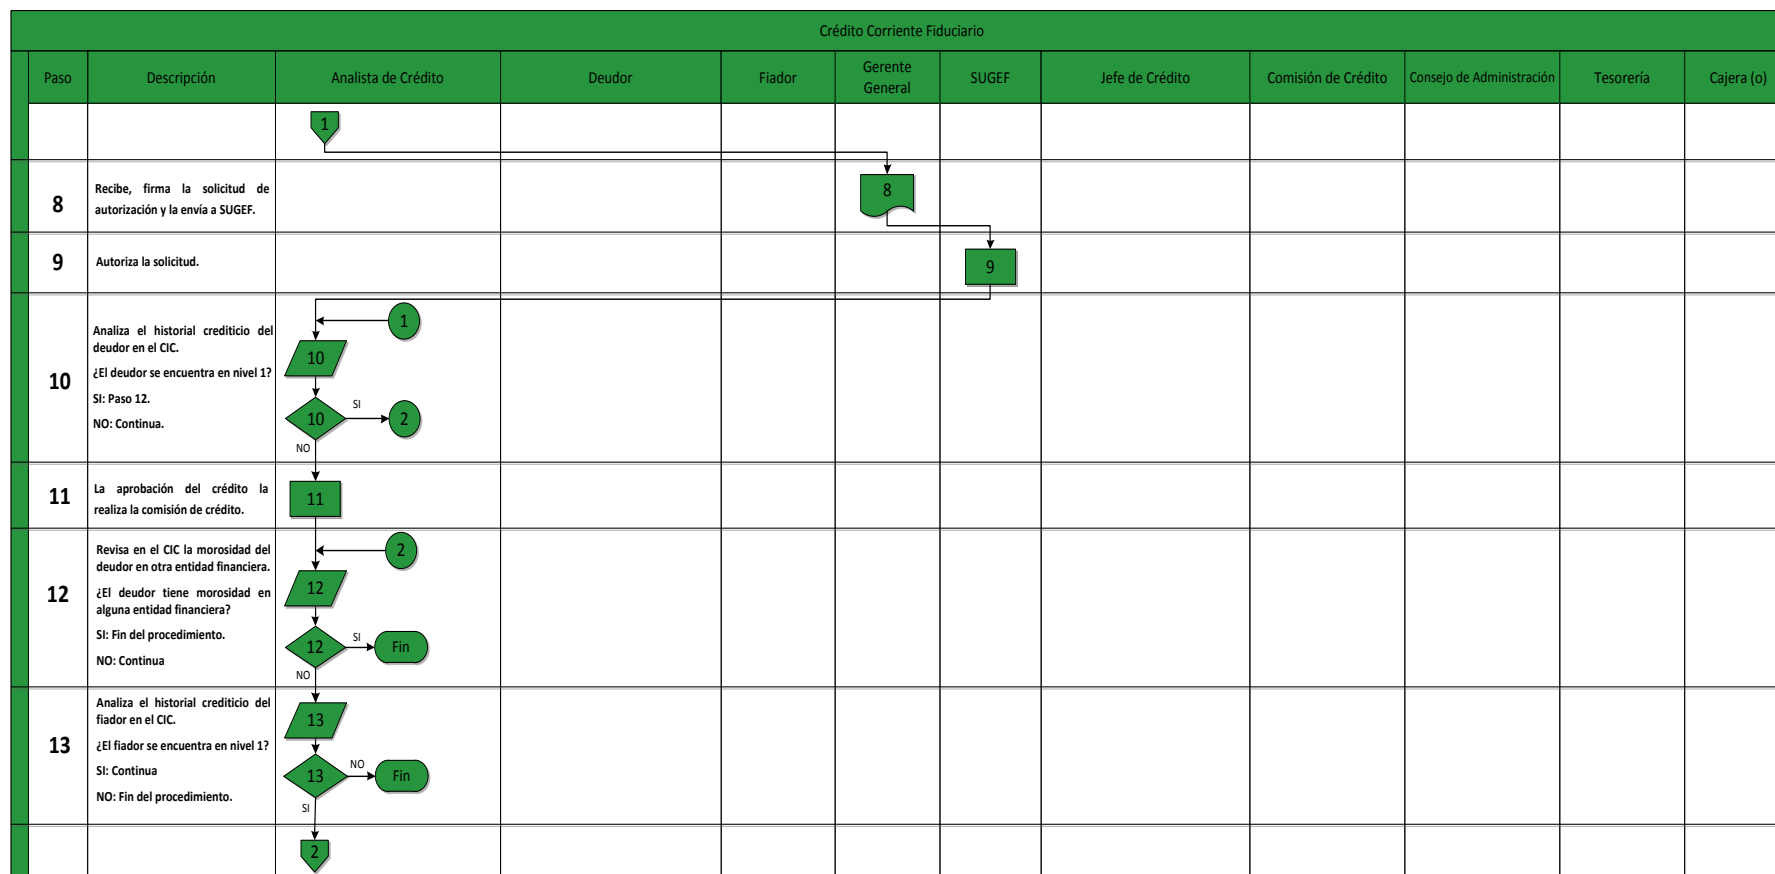 Crédito Corriente Fiduciario
Paso
Descripción
Analista de Crédito
Deudor
Fiador
Gerente
General
SUGEF
Jefe de Crédito
Comisión de Crédito
Consejo de Administración
Tesorería
Cajera (o)
1
8
Recibe, firma la solicitud de
autorización y la envía a SUGEF.
8
9
Autoriza la solicitud.
9
10
Analiza el historial crediticio del
deudor en el CIC.
¿El deudor se encuentra en nivel 1?
SI: Paso 12.
NO: Continua.
1
10
10
SI
2
NO
11
La aprobación del crédito la
realiza la comisión de crédito.
11
12
Revisa en el CIC la morosidad del
deudor en otra entidad financiera.
¿El deudor tiene morosidad en
alguna entidad financiera?
SI: Fin del procedimiento.
NO: Continua
2
12
12
SI
Fin
NO
13
Analiza el historial crediticio del
fiador en el CIC.
¿El fiador se encuentra en nivel 1?
SI: Continua
NO: Fin del procedimiento.
13
13
NO
Fin
SI
2